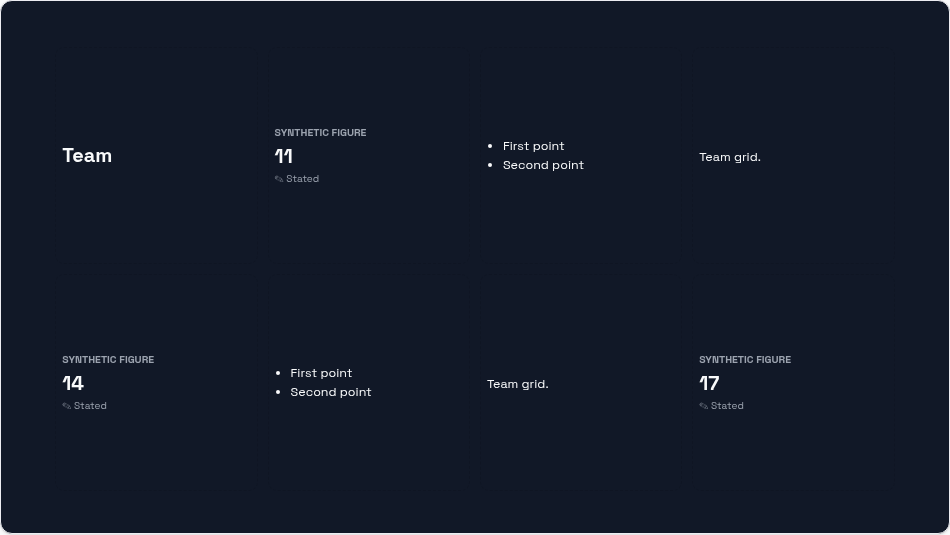 Team
SYNTHETIC FIGURE
11
✎ Stated
• First point
• Second point
Team grid.
SYNTHETIC FIGURE
14
✎ Stated
• First point
• Second point
Team grid.
SYNTHETIC FIGURE
17
✎ Stated